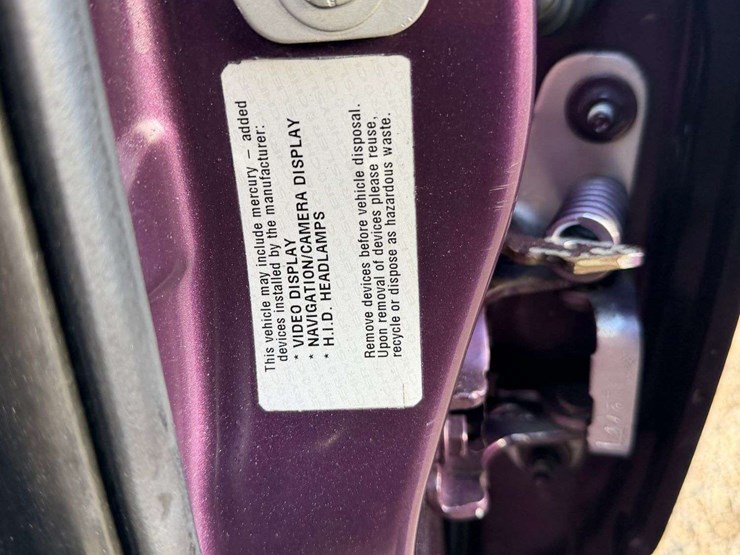 This vehicle may include mercury – added
devices installed by the manufacturer:
* VIDEO DISPLAY
* NAVIGATION/CAMERA DISPLAY
* H.I.D. HEADLAMPS
Remove devices before vehicle disposal.
Upon removal of devices please reuse,
recycle or dispose as hazardous waste.